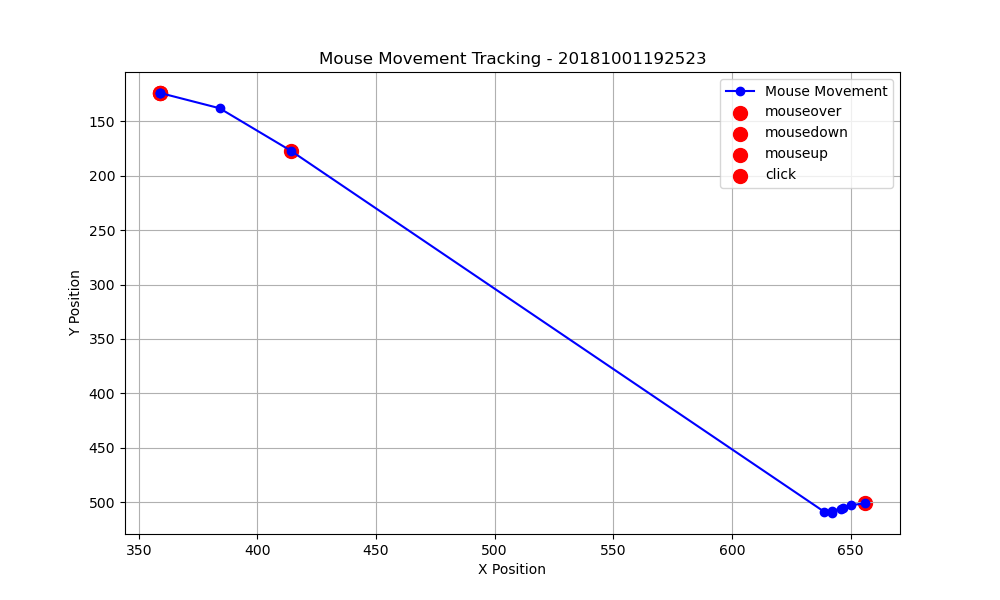 Mouse Movement Tracking - 20181001192523
Mouse Movement
mouseover
mousedown
mouseup
click
150
200
250
300
350
400
450
500
Y Position
350 400 450 500 550 600 650
X Position